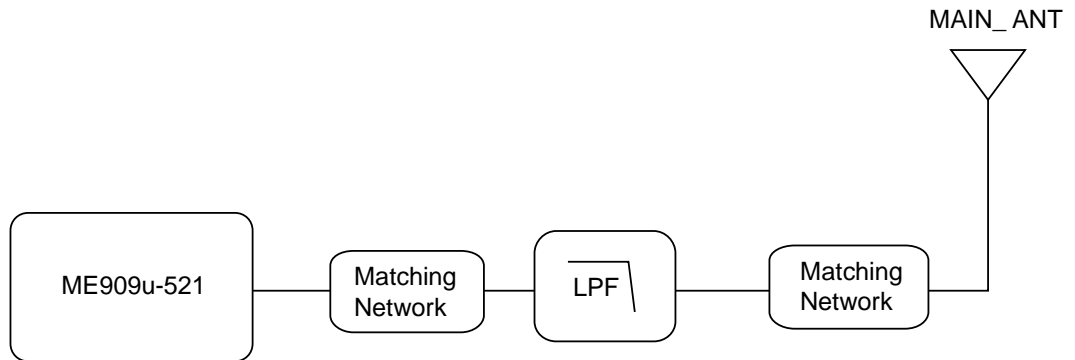 MAIN_ ANT
ME909u-521
Matching
Network
LPF
Matching
Network